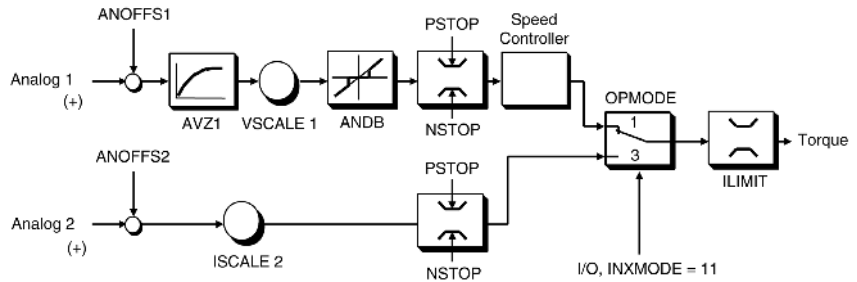 ANOFFS1
PSTOP
Speed
Controller
Analog 1
(+)
AVZ1
VSCALE 1
ANDB
NSTOP
OPMODE
1
3
Torque
ILIMIT
ANOFFS2
PSTOP
Analog 2
(+)
ISCALE 2
NSTOP
I/O, INXMODE = 11